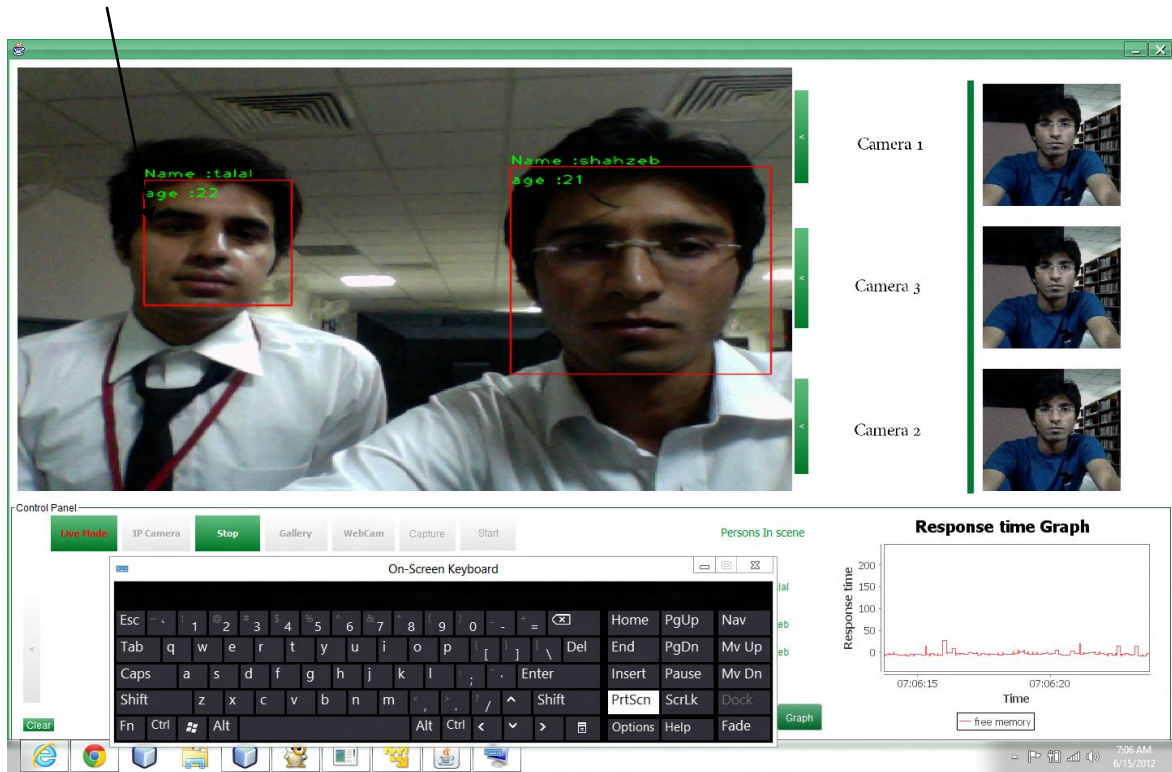 Name :talal
age :22
Name :shahzeb
age :21
<
Camera 1
<
Camera 3
<
Camera 2
Control Panel
Live Mode IP Camera Stop Gallery WebCam Capture Start
Persons In scene
Response time Graph
On-Screen Keyboard
lal
eb
eb
Esc ~ ` ! 1 @ 2 # 3 $ 4 % 5 ^ 6 & 7 * 8 ( 9 ) 0 _ - + = Home PgUp Nav
Tab q w e r t y u i o p { [ } ] | \ Del End PgDn Mv Up
Caps a s d f g h j k l : ; " ' Enter Insert Pause Mv Dn
Shift z x c v b n m < , > . ? / ^ Shift PrtScn ScrLk Dock
Fn Ctrl Alt Alt Ctrl < > Options Help Fade
<
Clear
Graph
Response time
200
150
100
50
0
07:06:15 07:06:20
Time
free memory
7:06 AM
6/15/2012